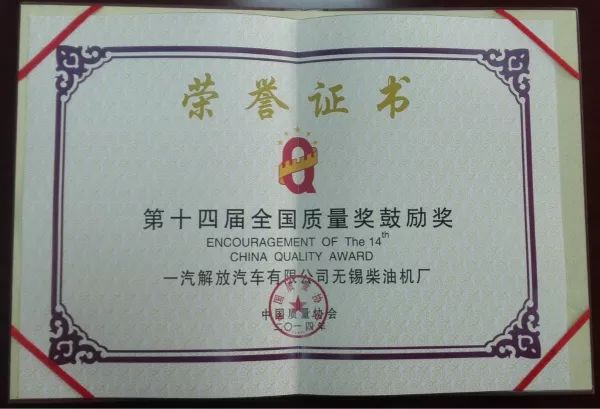 荣誉证书
Q
第十四届全国质量奖鼓励奖
ENCOURAGEMENT OF The 14th
CHINA QUALITY AWARD
一汽解放汽车有限公司无锡柴油机厂
中国质量协会
二〇一四年